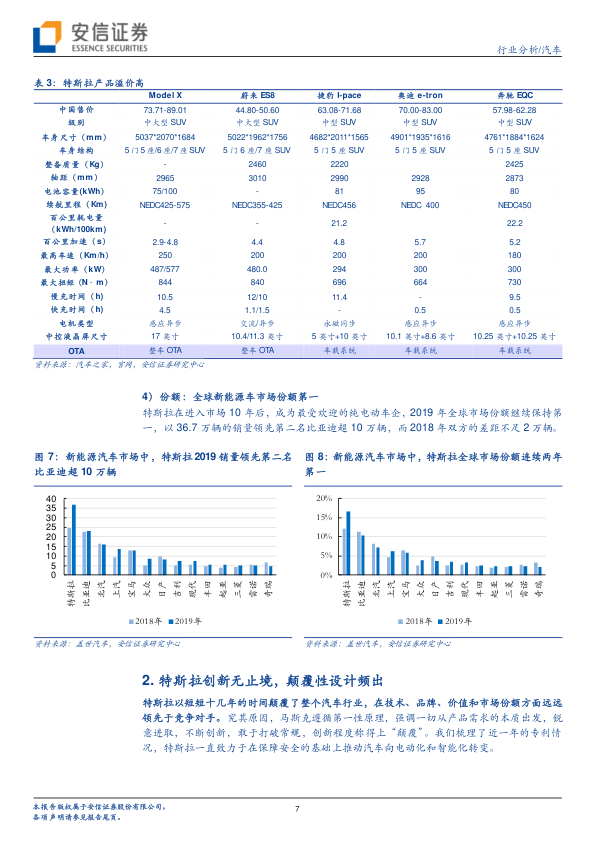 安信证券
ESSENCE SECURITIES
行业分析/汽车
表 3：特斯拉产品溢价高
Model X 蔚来 ES8 捷豹 I-pace 奥迪 e-tron 奔驰 EQC
中国售价 73.71-89.01 44.80-50.60 63.08-71.68 70.00-83.00 57.98-62.28
级别 中大型 SUV 中大型 SUV 中型 SUV 中型 SUV 中型 SUV
车身尺寸（mm） 5037*2070*1684 5022*1962*1756 4682*2011*1565 4901*1935*1616 4761*1884*1624
车身结构 5 门 5 座/6 座/7 座 SUV 5 门 6 座/7 座 SUV 5 门 5 座 SUV 5 门 5 座 SUV 5 门 5 座 SUV
整备质量（Kg） - 2460 2220 2425
轴距（mm） 2965 3010 2990 2928 2873
电池容量(kWh) 75/100 - 81 95 80
续航里程（Km） NEDC425-575 NEDC355-425 NEDC456 NEDC 400 NEDC450
百公里耗电量
（kWh/100km） - - 21.2 22.2
百公里加速（s） 2.9-4.8 4.4 4.8 5.7 5.2
最高车速（Km/h） 250 200 200 200 180
最大功率（kW） 487/577 480.0 294 300 300
最大扭矩（N·m） 844 840 696 664 730
慢充时间（h） 10.5 12/10 11.4 - 9.5
快充时间（h） 4.5 1.1/1.5 - 0.5 0.5
电机类型 感应异步 交流/异步 永磁同步 感应异步 感应异步
中控液晶屏尺寸 17 英寸 10.4/11.3 英寸 5 英寸+10 英寸 10.1 英寸+8.6 英寸 10.25 英寸+10.25 英寸
OTA 整车 OTA 整车 OTA 车载系统 车载系统 车载系统
资料来源：汽车之家，官网，安信证券研究中心
4）份额：全球新能源车市场份额第一
特斯拉在进入市场 10 年后，成为最受欢迎的纯电动车企，2019 年全球市场份额继续保持第
一，以 36.7 万辆的销量领先第二名比亚迪超 10 万辆，而 2018 年双方的差距不足 2 万辆。
图 7：新能源汽车市场中，特斯拉 2019 销量领先第二名
比亚迪超 10 万辆
40
35
30
25
20
15
10
5
0
特斯拉 比亚迪 北汽 上汽 宝马 大众 日产 吉利 现代 丰田 起亚 三菱 雷诺 奇瑞
2018年 2019年
资料来源：盖世汽车，安信证券研究中心
图 8：新能源汽车市场中，特斯拉全球市场份额连续两年
第一
20%
15%
10%
5%
0%
特斯拉 比亚迪 北汽 上汽 宝马 大众 日产 吉利 现代 丰田 起亚 三菱 雷诺 奇瑞
2018年 2019年
资料来源：盖世汽车，安信证券研究中心
2. 特斯拉创新无止境，颠覆性设计频出
特斯拉以短短十几年的时间颠覆了整个汽车行业，在技术、品牌、价值和市场份额方面远远
领先于竞争对手。究其原因，马斯克遵循第一性原理，强调一切从产品需求的本质出发，锐
意进取，不断创新，敢于打破常规，创新程度称得上“颠覆”。我们梳理了近一年的专利情
况，特斯拉一直致力于在保障安全的基础上推动汽车向电动化和智能化转变。
本报告版权属于安信证券股份有限公司。
各项声明请参见报告尾页。
7